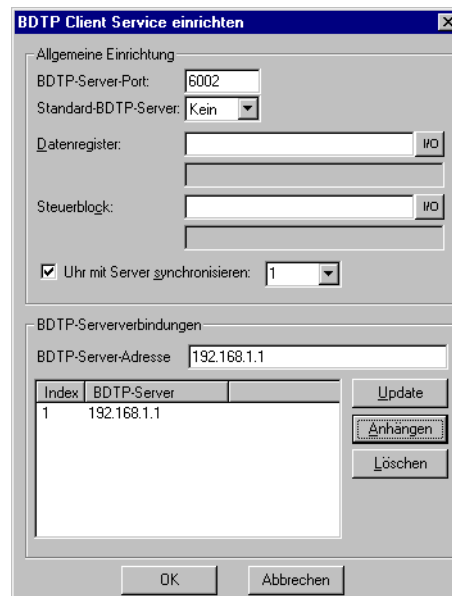 BDTP Client Service einrichten
Allgemeine Einrichtung
BDTP-Server-Port: 6002
Standard-BDTP-Server: Kein
Datenregister: I/O
Steuerblock: I/O
Uhr mit Server synchronisieren: 1
BDTP-Serververbindungen
BDTP-Server-Adresse 192.168.1.1
Index BDTP-Server
1 192.168.1.1
Update
Anhängen
Löschen
OK Abbrechen